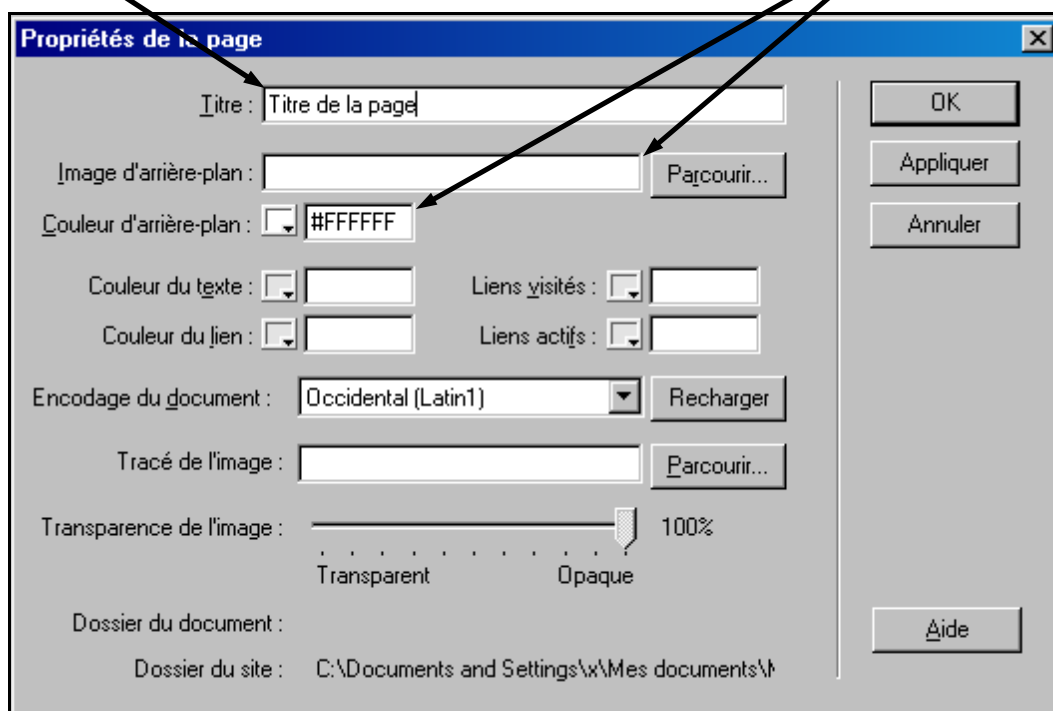 Propriétés de la page
Titre : Titre de la page
OK
Image d'arrière-plan : Parcourir...
Appliquer
Couleur d'arrière-plan : #FFFFFF
Annuler
Couleur du texte : Liens visités :
Couleur du lien : Liens actifs :
Encodage du document : Occidental (Latin1) Recharger
Tracé de l'image : Parcourir...
Transparence de l'image : 100%
Transparent Opaque
Dossier du document :
Aide
Dossier du site : C:\Documents and Settings\x\Mes documents\